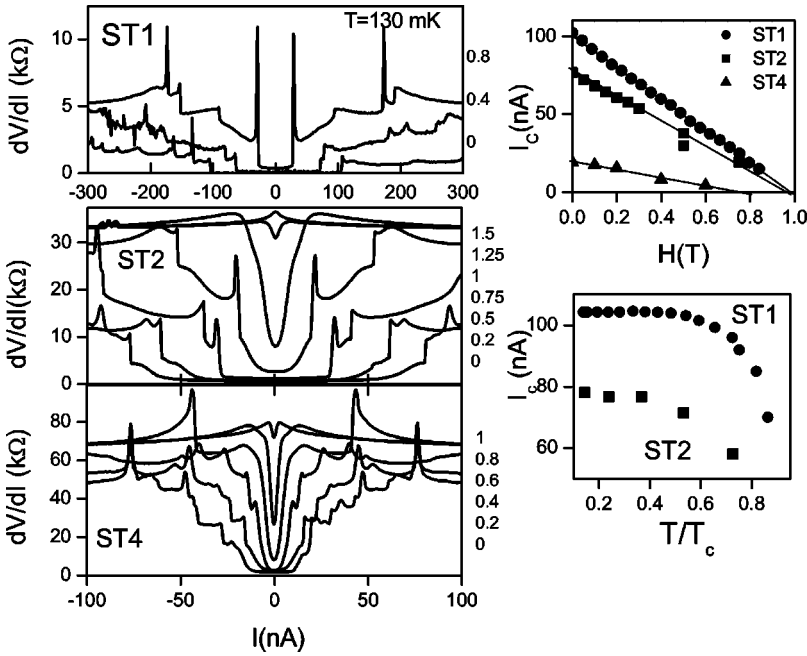 ST1
T=130 mK
dV/dI (kΩ)
10
5
0
0.8
0.4
0
-300 -200 -100 0 100 200 300
ST2
dV/dI(kΩ)
30
20
10
0
1.5
1.25
1
0.75
0.5
0.2
0
ST4
dV/dI (kΩ)
80
60
40
20
0
1
0.8
0.6
0.4
0.2
0
-100 -50 0 50 100
I(nA)
I_C(nA)
100
50
0
ST1
ST2
ST4
0.0 0.2 0.4 0.6 0.8 1.0
H(T)
I_c (nA)
100
80
60
ST1
ST2
0.2 0.4 0.6 0.8
T/T_c